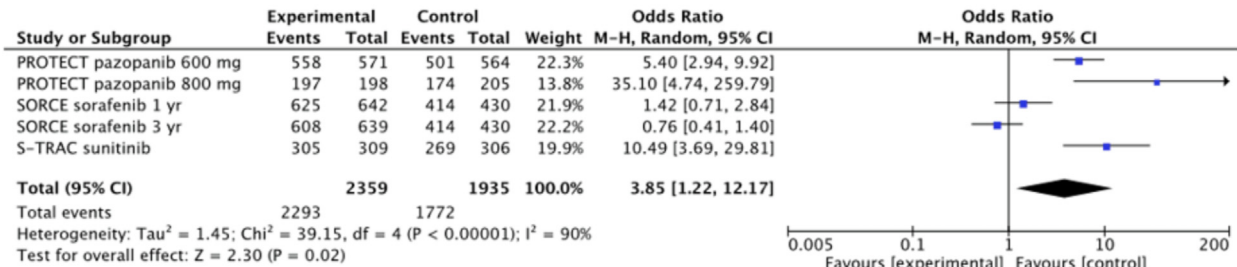 Experimental Control Odds Ratio Odds Ratio
Study or Subgroup Events Total Events Total Weight M-H, Random, 95% CI M-H, Random, 95% CI
PROTECT pazopanib 600 mg 558 571 501 564 22.3% 5.40 [2.94, 9.92]
PROTECT pazopanib 800 mg 197 198 174 205 13.8% 35.10 [4.74, 259.79]
SORCE sorafenib 1 yr 625 642 414 430 21.9% 1.42 [0.71, 2.84]
SORCE sorafenib 3 yr 608 639 414 430 22.2% 0.76 [0.41, 1.40]
S-TRAC sunitinib 305 309 269 306 19.9% 10.49 [3.69, 29.81]
Total (95% CI) 2359 1935 100.0% 3.85 [1.22, 12.17]
Total events 2293 1772
Heterogeneity: Tau² = 1.45; Chi² = 39.15, df = 4 (P < 0.00001); I² = 90%
Test for overall effect: Z = 2.30 (P = 0.02)
0.005 0.1 1 10 200
Favours [experimental] Favours [control]